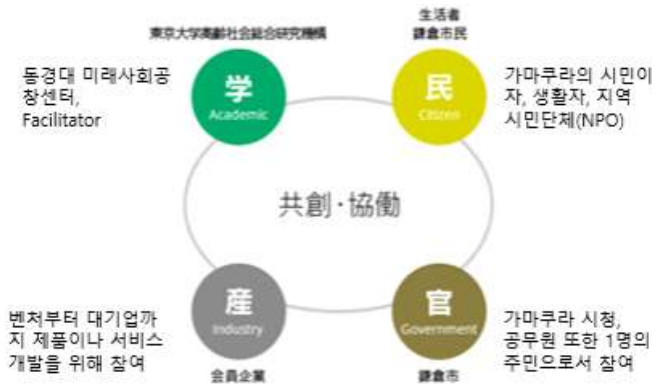 東京大学高齢社会総合研究機構
生活者
鎌倉市民
동경대 미래사회공
창센터,
Facilitator
学
Academic
民
Citizen
가마쿠라의 시민이
자, 생활자, 지역
시민단체(NPO)
共創·協働
벤처부터 대기업까
지 제품이나 서비스
개발을 위해 참여
産
Industry
会員企業
官
Government
鎌倉市
가마쿠라 시청,
공무원 또한 1명의
주민으로서 참여